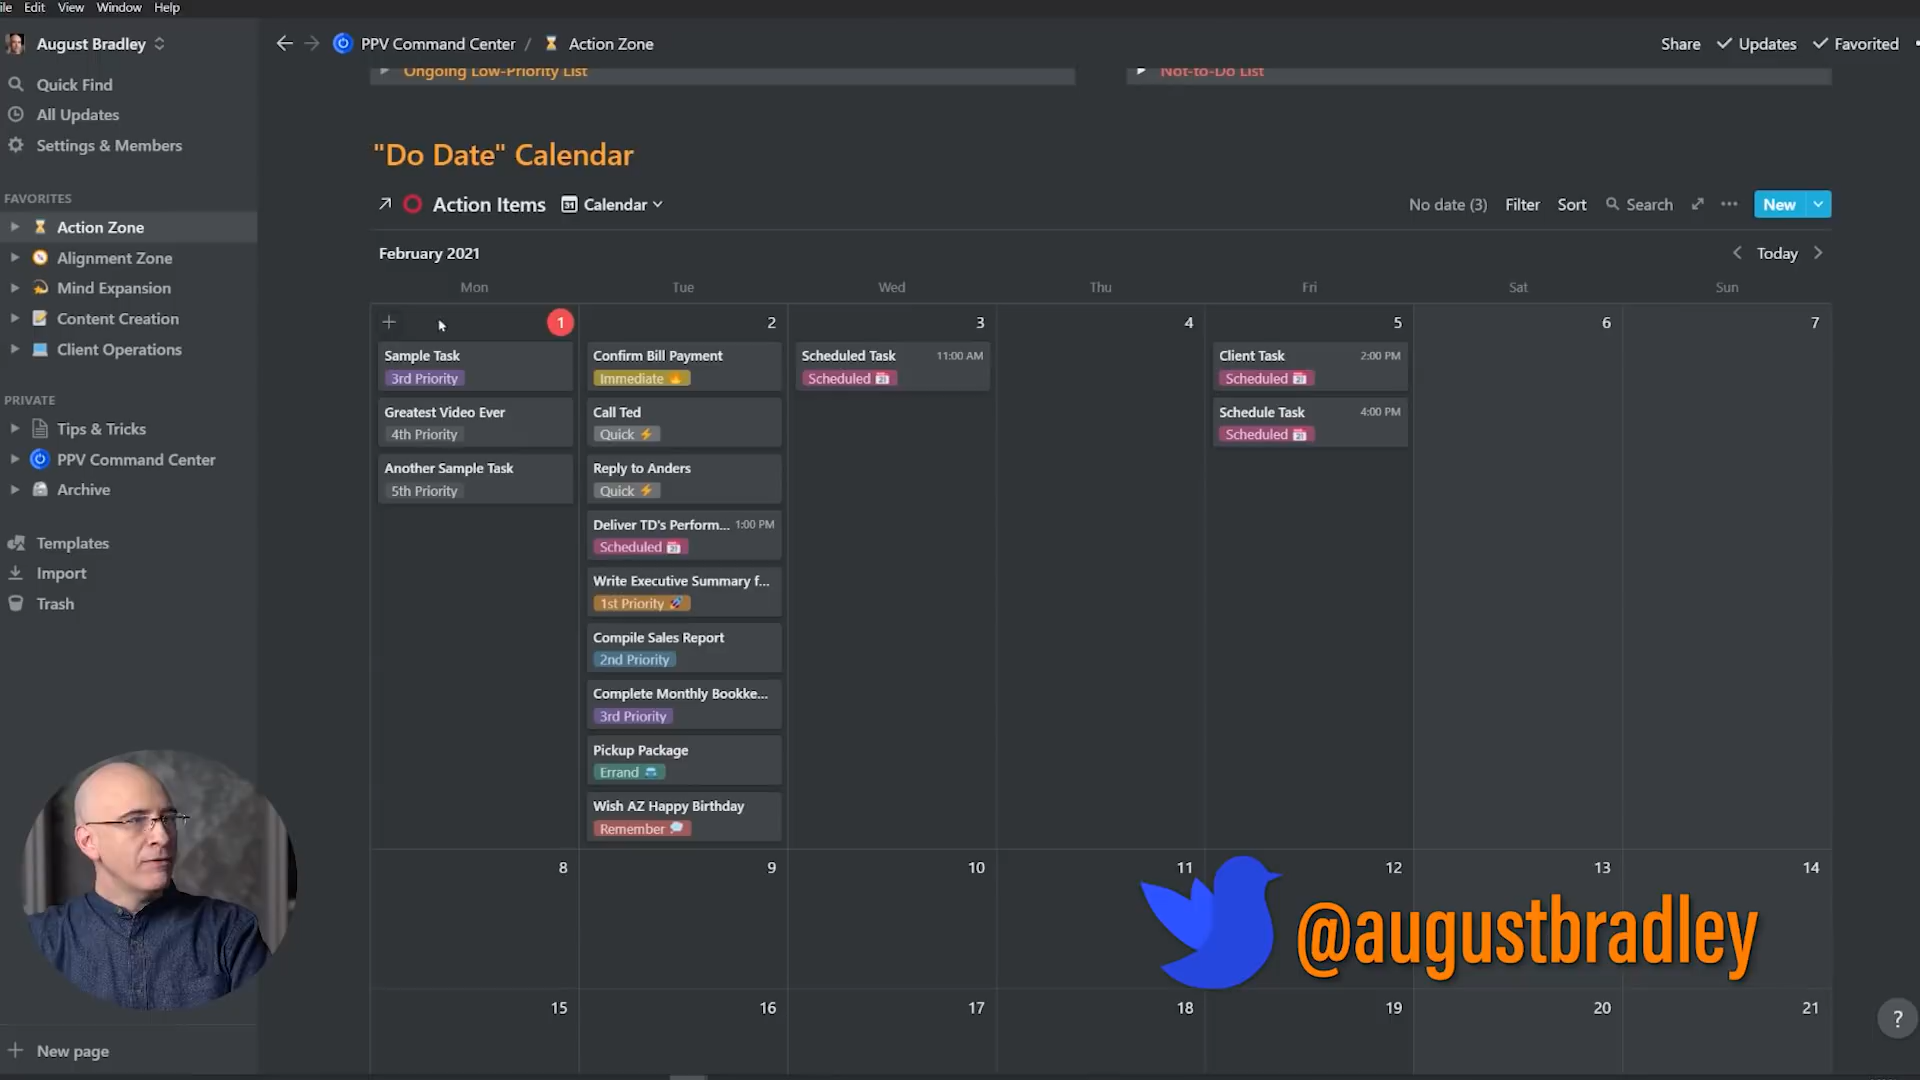 Edit View Window Help
August Bradley
PPV Command Center / Action Zone
Share Updates Favorited
Quick Find
All Updates
Settings & Members
FAVORITES
Action Zone
Alignment Zone
Mind Expansion
Content Creation
Client Operations
PRIVATE
Tips & Tricks
PPV Command Center
Archive
Templates
Import
Trash
New page
Ongoing Low-Priority List
Not-to-Do List
"Do Date" Calendar
Action Items Calendar
No date (3) Filter Sort Search New
February 2021
Today
Mon Tue Wed Thu Fri Sat Sun
1 2 3 4 5 6 7
Sample Task
3rd Priority
Greatest Video Ever
4th Priority
Another Sample Task
5th Priority
Confirm Bill Payment
Immediate 🔥
Call Ted
Quick ⚡
Reply to Anders
Quick ⚡
Deliver TD's Perform... 1:00 PM
Scheduled 📅
Write Executive Summary f...
1st Priority 🚀
Compile Sales Report
2nd Priority
Complete Monthly Bookke...
3rd Priority
Pickup Package
Errand 🚘
Wish AZ Happy Birthday
Remember 💭
Scheduled Task 11:00 AM
Scheduled 📅
Client Task 2:00 PM
Scheduled 📅
Schedule Task 4:00 PM
Scheduled 📅
8 9 10 11 12 13 14
@augustbradley
15 16 17 18 19 20 21
?